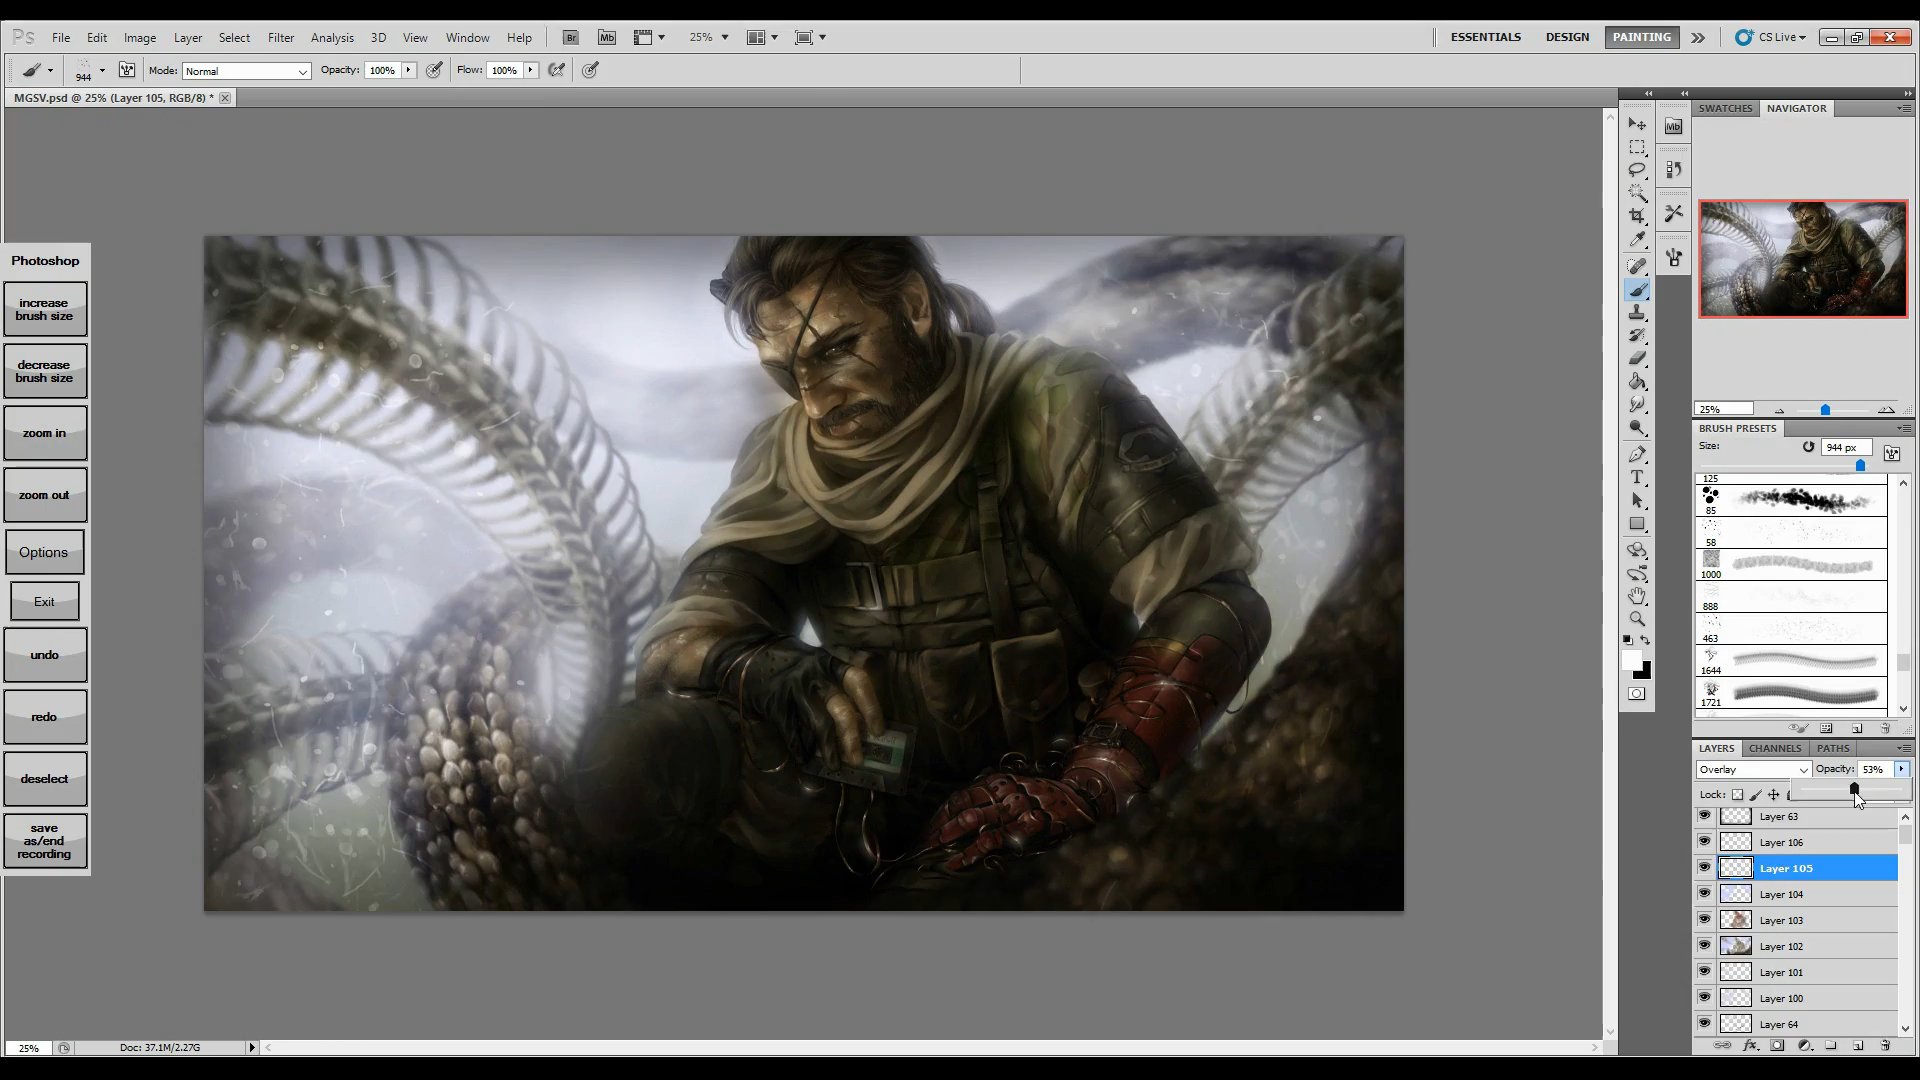 Ps File Edit Image Layer Select Filter Analysis 3D View Window Help Br Mb 25% ESSENTIALS DESIGN PAINTING CS Live
944 Mode: Normal Opacity: 100% Flow: 100%
MGSV.psd @ 25% (Layer 105, RGB/8) *
Photoshop
increase
brush size
decrease
brush size
zoom in
zoom out
Options
Exit
undo
redo
deselect
save
as/end
recording
25% Doc: 37.1M/2.27G
Mb
T
SWATCHES NAVIGATOR
25%
BRUSH PRESETS
Size: 944 px
125
85
58
1000
888
463
1644
1721
LAYERS CHANNELS PATHS
Overlay Opacity: 53%
Lock:
Layer 63
Layer 106
Layer 105
Layer 104
Layer 103
Layer 102
Layer 101
Layer 100
Layer 64
fx